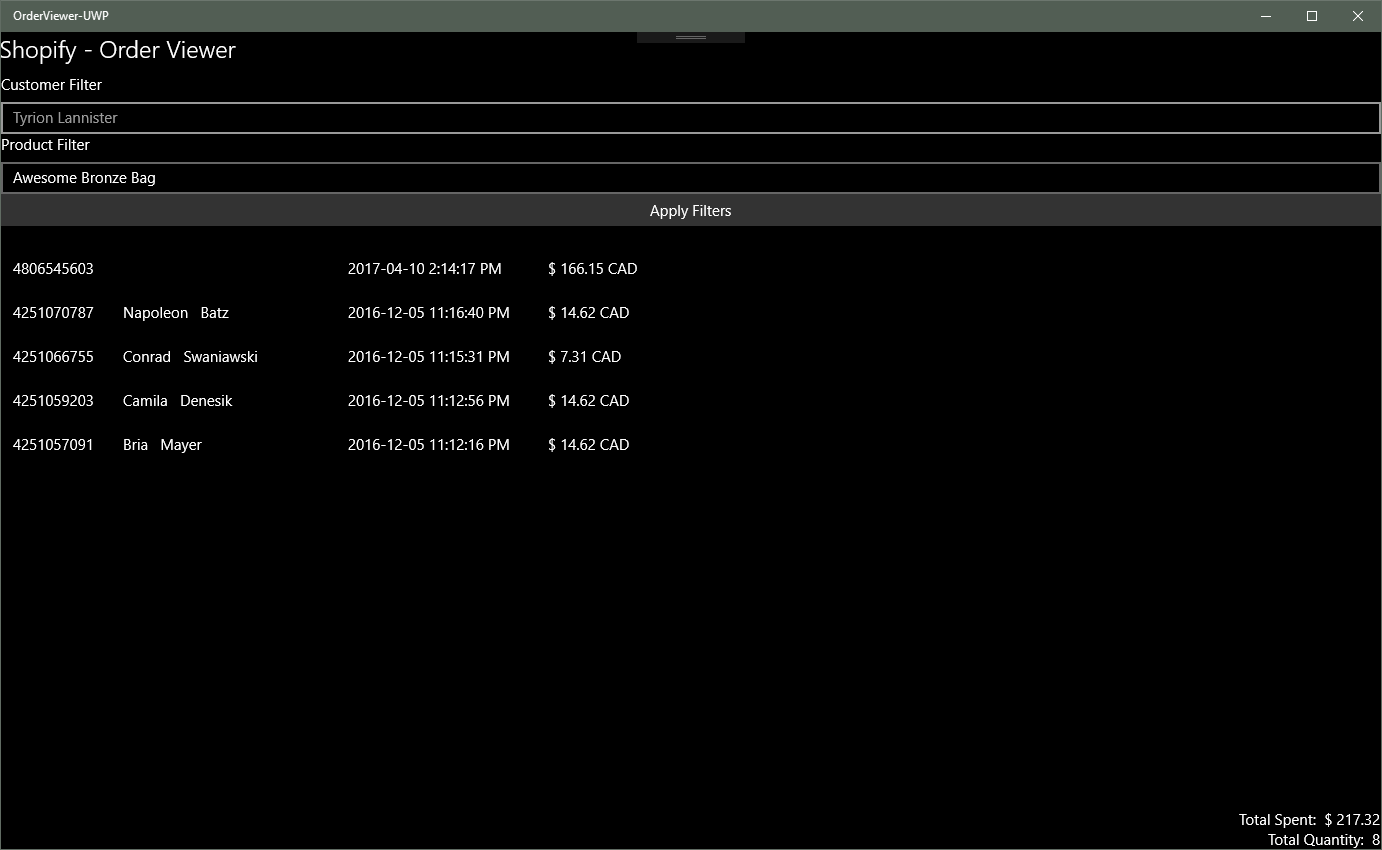 OrderViewer-UWP
Shopify - Order Viewer
Customer Filter
Tyrion Lannister
Product Filter
Awesome Bronze Bag
Apply Filters
4806545603 2017-04-10 2:14:17 PM $ 166.15 CAD
4251070787 Napoleon Batz 2016-12-05 11:16:40 PM $ 14.62 CAD
4251066755 Conrad Swaniawski 2016-12-05 11:15:31 PM $ 7.31 CAD
4251059203 Camila Denesik 2016-12-05 11:12:56 PM $ 14.62 CAD
4251057091 Bria Mayer 2016-12-05 11:12:16 PM $ 14.62 CAD
Total Spent: $ 217.32
Total Quantity: 8